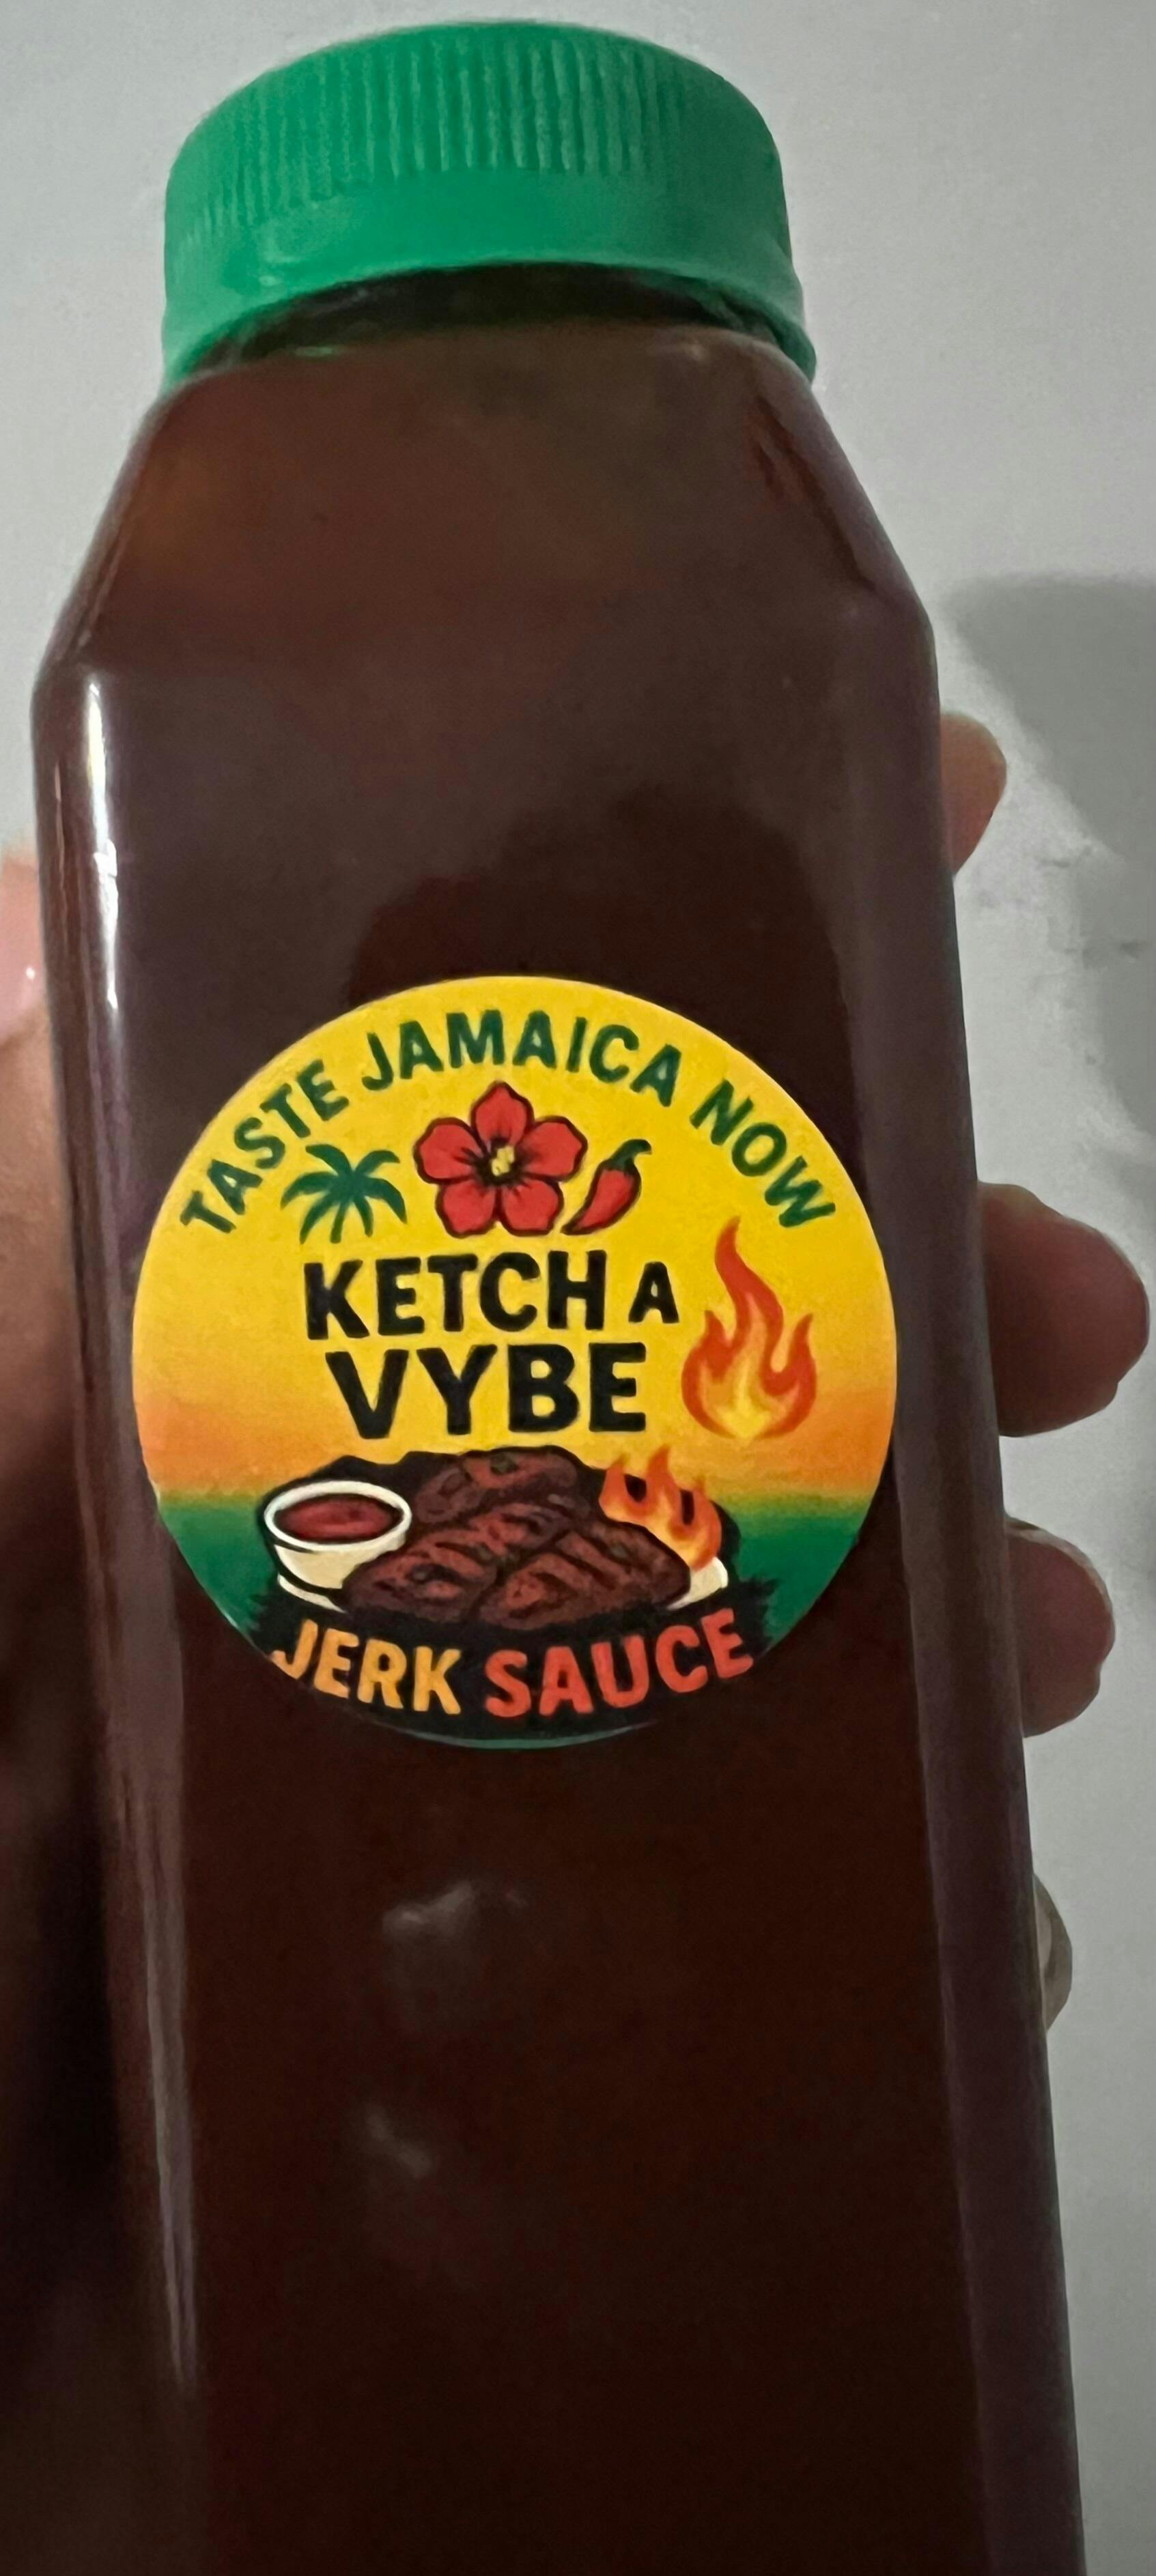 TASTE JAMAICA NOW
KETCH A
VYBE
JERK SAUCE